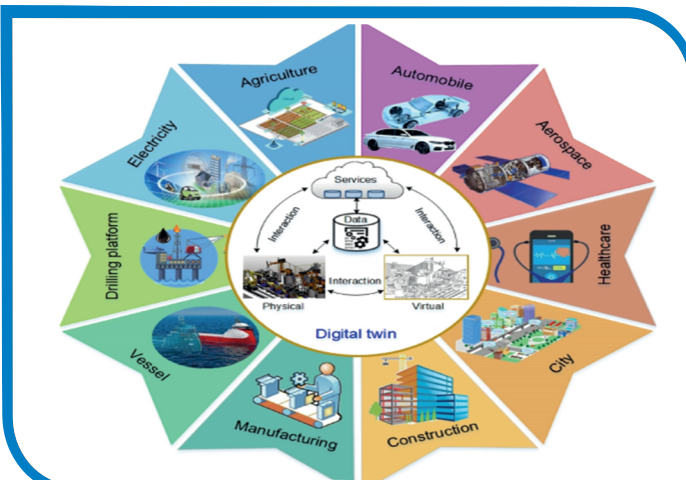 Agriculture
Automobile
Electricity
Aerospace
Drilling platform
Healthcare
Vessel
City
Manufacturing
Construction
Services
Interaction
Interaction
Data
Interaction
Physical
Virtual
Digital twin